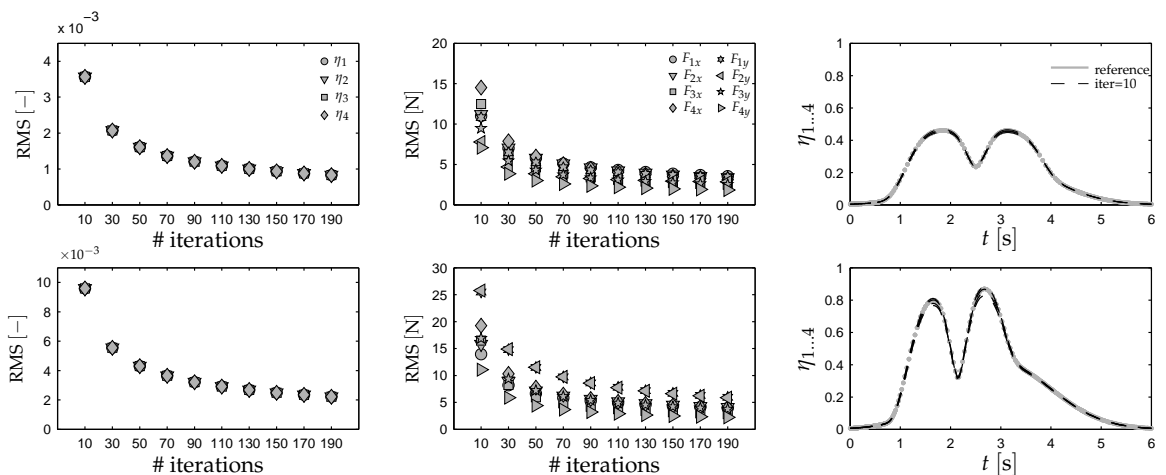 x 10−3
4
3
2
1
0
RMS [−]
η1
η2
η3
η4
10 30 50 70 90 110 130 150 170 190
# iterations
20
15
10
5
0
RMS [N]
F1x F1y
F2x F2y
F3x F3y
F4x F4y
10 30 50 70 90 110 130 150 170 190
# iterations
1
0.8
0.6
0.4
0.2
0
η1...4
reference
iter=10
0 1 2 3 4 5 6
t [s]
×10−3
10
8
6
4
2
0
RMS [−]
10 30 50 70 90 110 130 150 170 190
# iterations
30
25
20
15
10
5
0
RMS [N]
10 30 50 70 90 110 130 150 170 190
# iterations
1
0.8
0.6
0.4
0.2
0
η1...4
0 1 2 3 4 5 6
t [s]